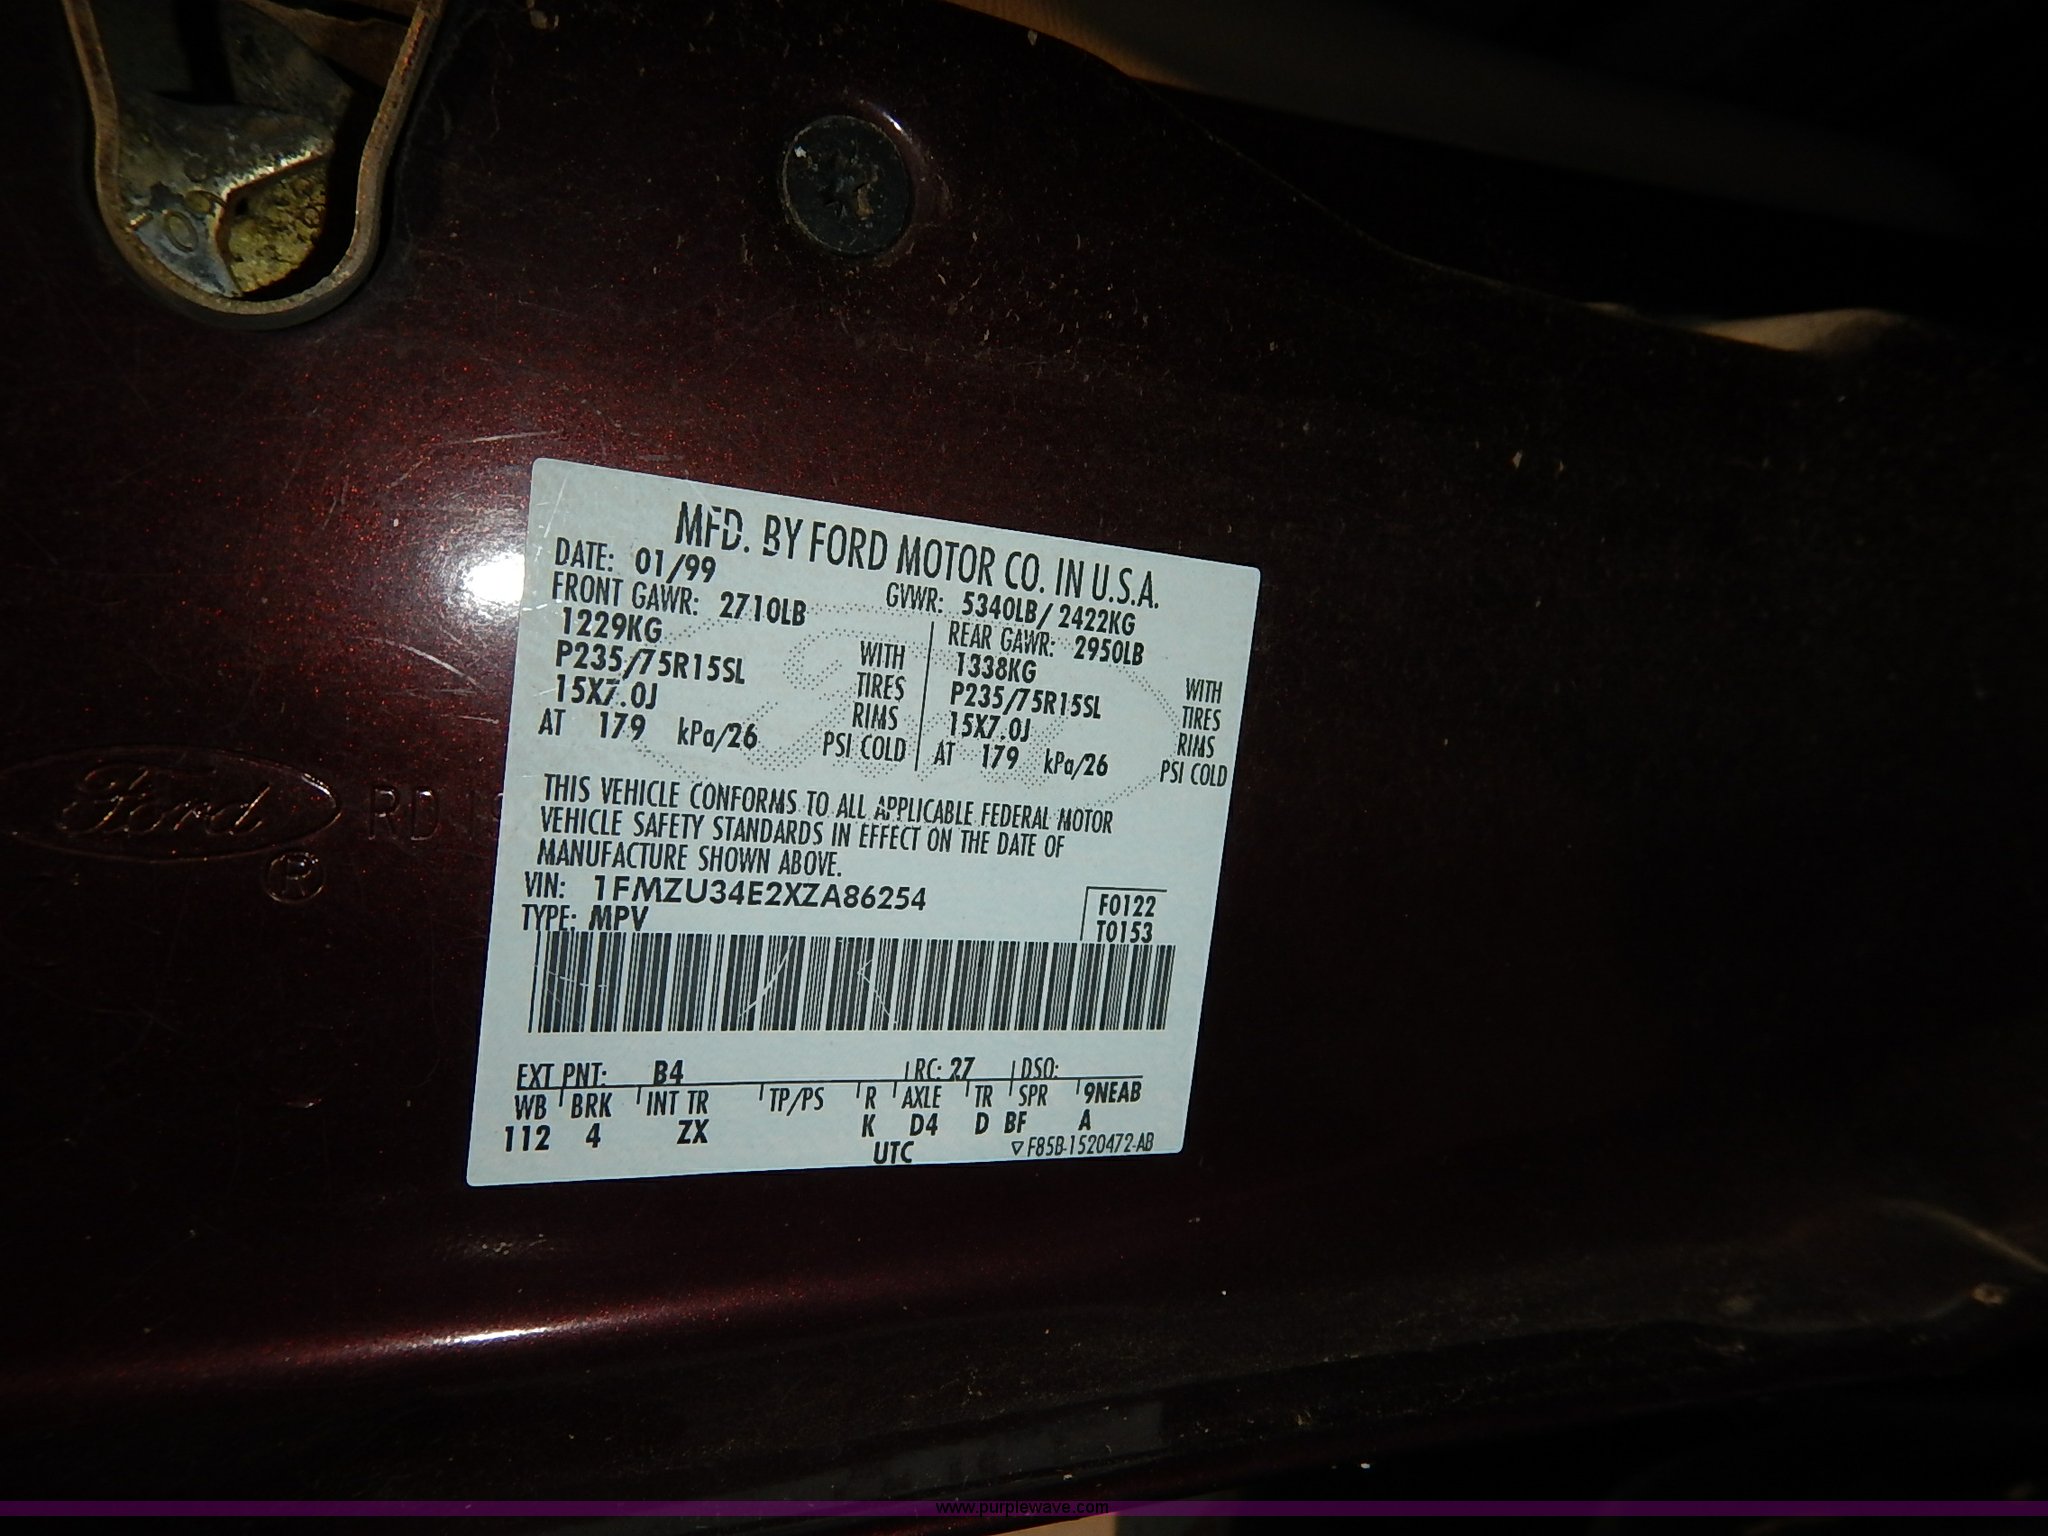 MFD. BY FORD MOTOR CO. IN U.S.A.
DATE: 01/99 GVWR: 5340LB/ 2422KG
FRONT GAWR: 2710LB REAR GAWR: 2950LB
1229KG WITH 1338KG WITH
P235/75R15SL TIRES P235/75R15SL TIRES
15X7.0J RIMS 15X7.0J RIMS
AT 179 kPa/26 PSI COLD AT 179 kPa/26 PSI COLD
THIS VEHICLE CONFORMS TO ALL APPLICABLE FEDERAL MOTOR
VEHICLE SAFETY STANDARDS IN EFFECT ON THE DATE OF
MANUFACTURE SHOWN ABOVE.
VIN: 1FMZU34E2XZA86254 F0122
TYPE: MPV T0153
EXT PNT: B4 RC: 27 DSO:
WB BRK INT TR TP/PS R AXLE TR SPR 9NEAB
112 4 ZX K D4 D BF A
UTC ▽F85B-1520472-AB
Ford ® RD
www.purplewave.com